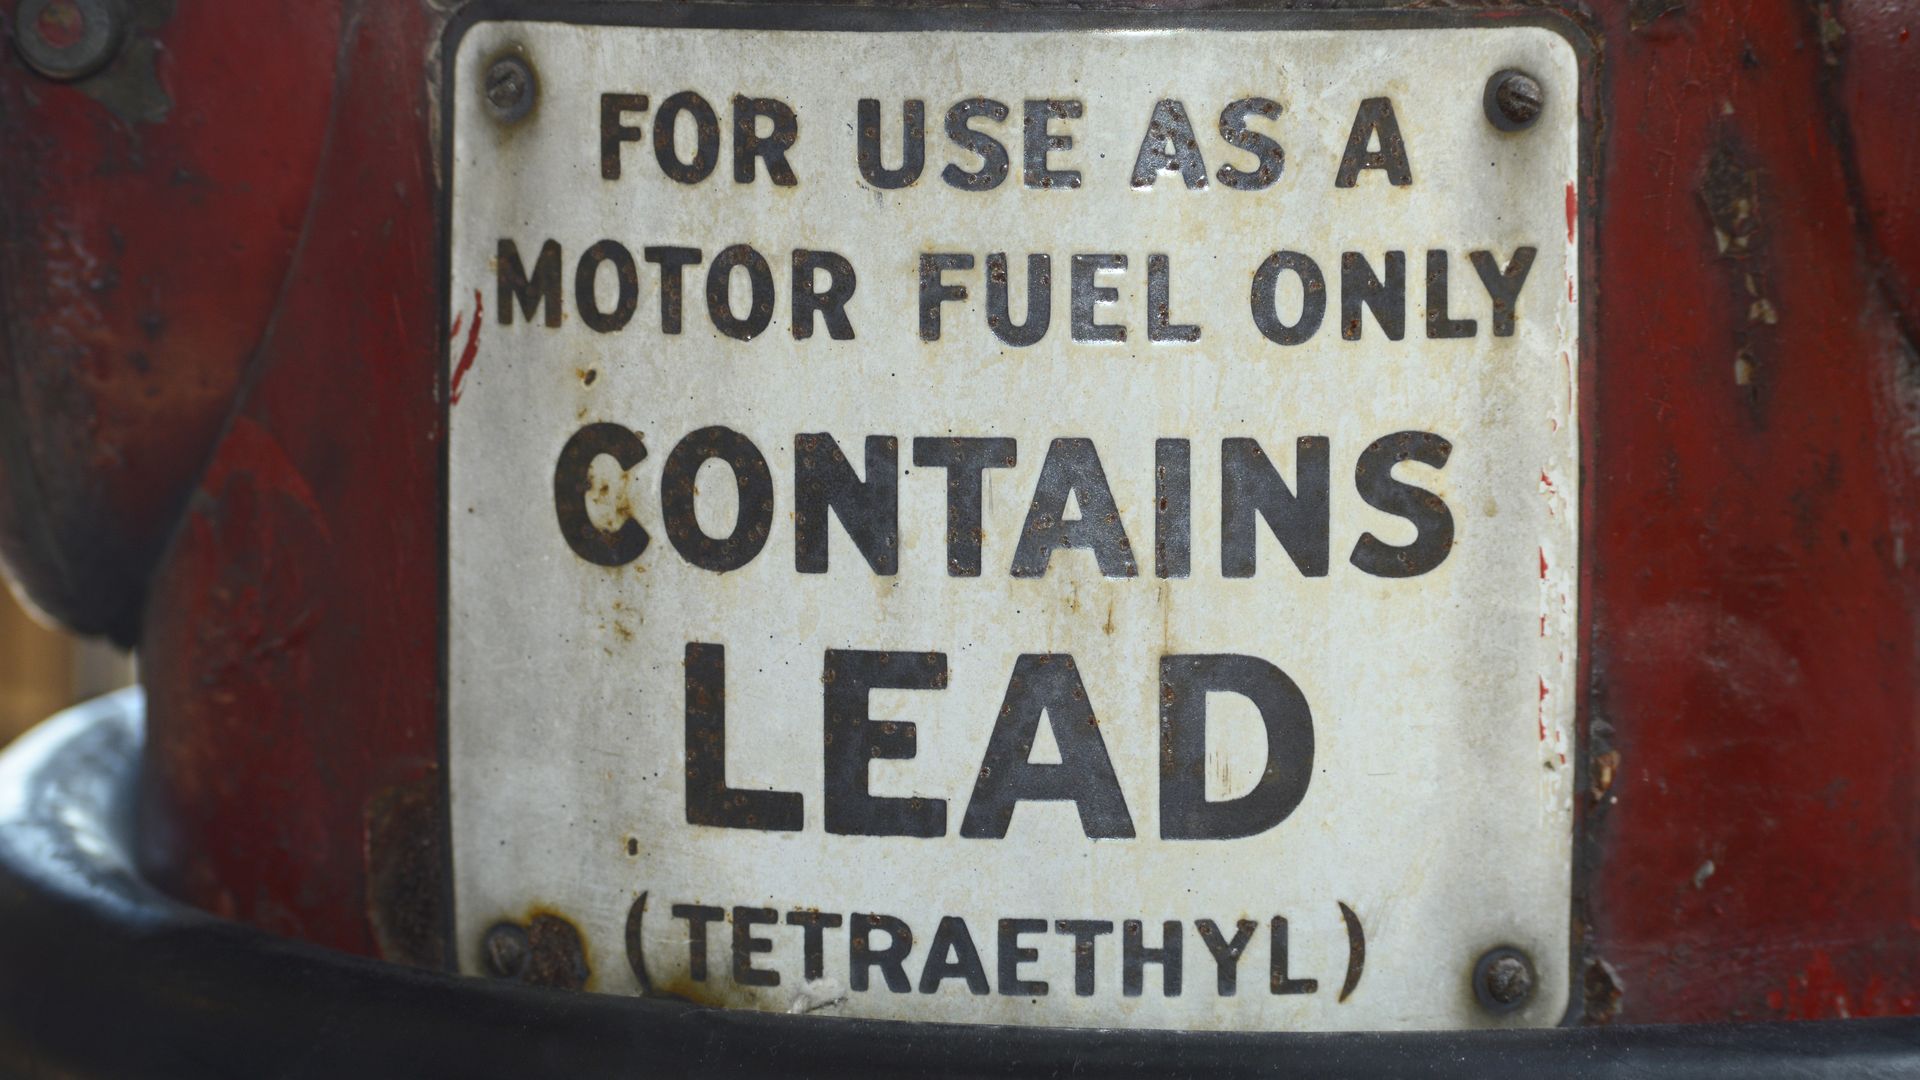 FOR USE AS A
MOTOR FUEL ONLY
CONTAINS
LEAD
(TETRAETHYL)